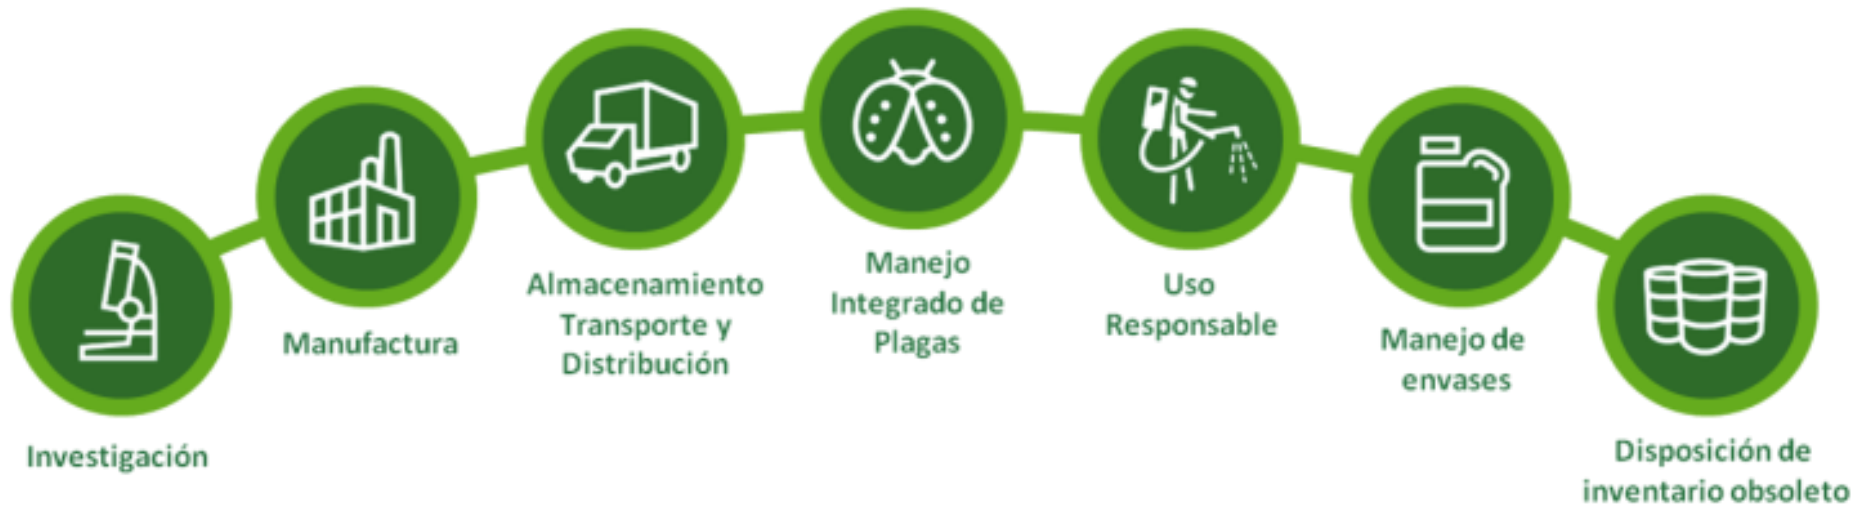 Investigación
Manufactura
Almacenamiento
Transporte y
Distribución
Manejo
Integrado de
Plagas
Uso
Responsable
Manejo de
envases
Disposición de
inventario obsoleto